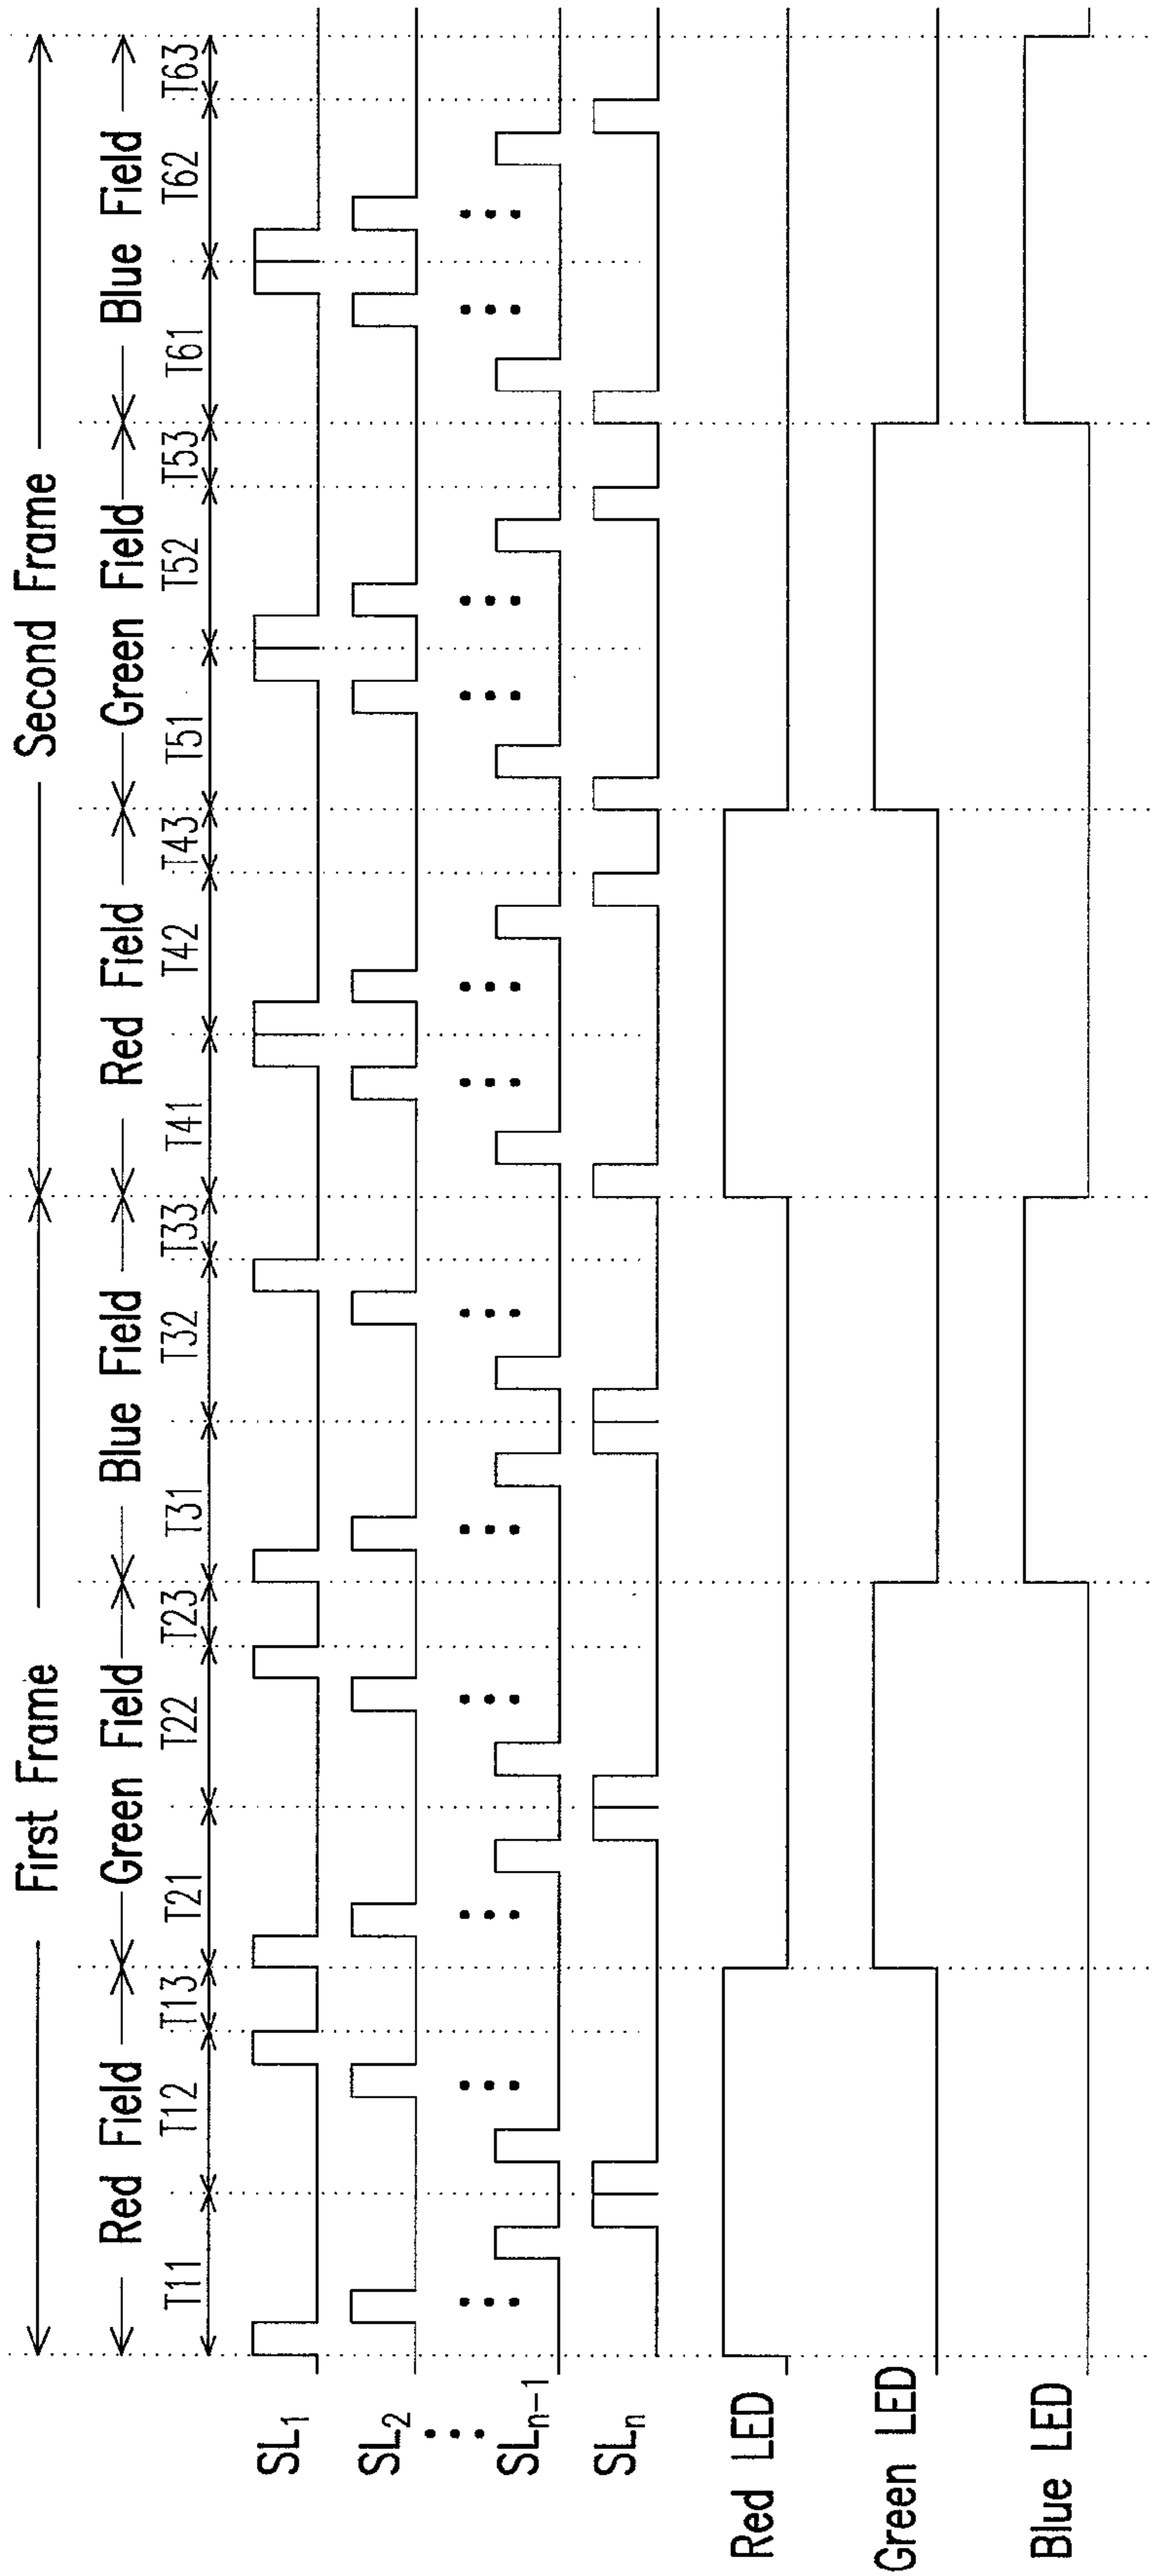 First Frame Second Frame
Red Field Green Field Blue Field Red Field Green Field Blue Field
T11 T12 T13 T21 T22 T23 T31 T32 T33 T41 T42 T43 T51 T52 T53 T61 T62 T63
SL1
SL2
SLn-1
SLn
Red LED
Green LED
Blue LED